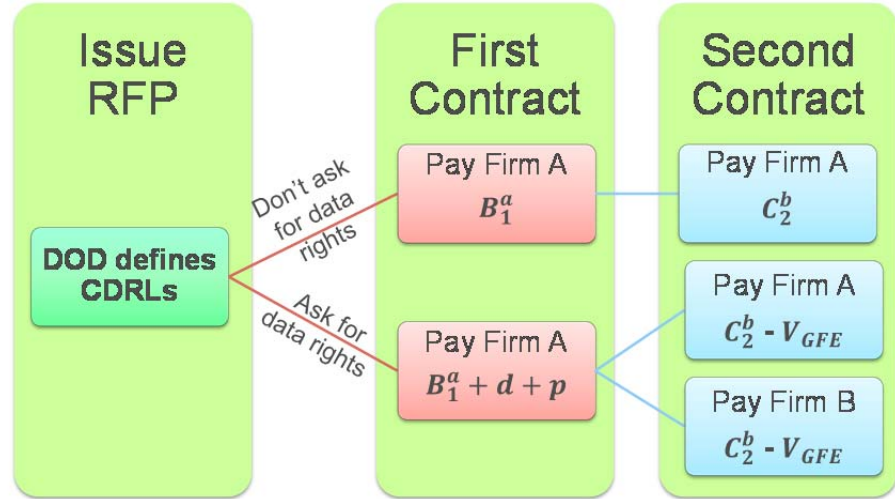 Issue
RFP
DOD defines
CDRLs
Don't ask
for data
rights
Ask for
data rights
First
Contract
Pay Firm A
B₁ᵃ
Pay Firm A
B₁ᵃ + d + p
Second
Contract
Pay Firm A
C₂ᵇ
Pay Firm A
C₂ᵇ - V_GFE
Pay Firm B
C₂ᵇ - V_GFE